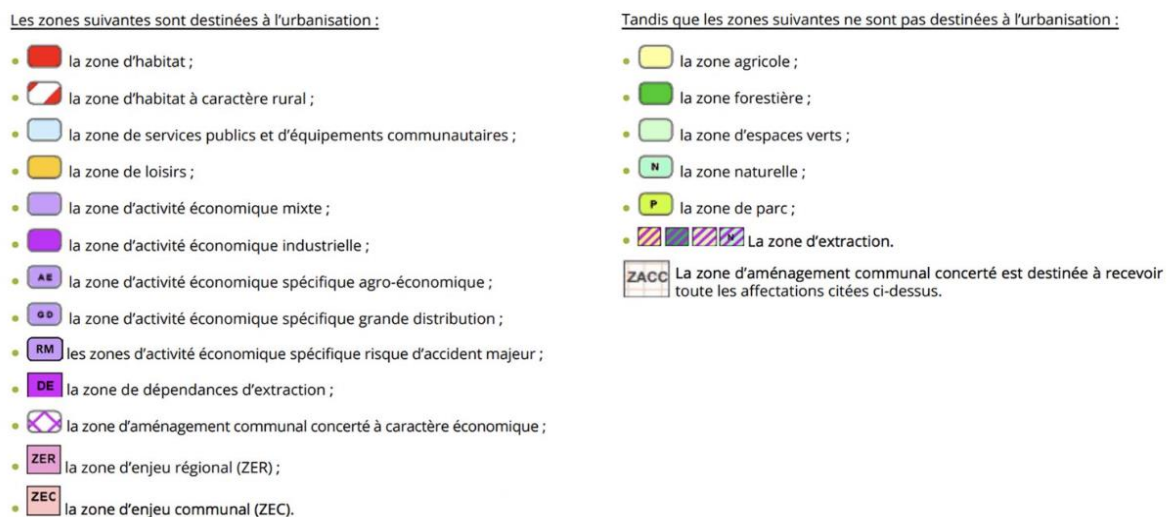 Les zones suivantes sont destinées à l'urbanisation :
la zone d'habitat ;
la zone d'habitat à caractère rural ;
la zone de services publics et d'équipements communautaires ;
la zone de loisirs ;
la zone d'activité économique mixte ;
la zone d'activité économique industrielle ;
AE la zone d'activité économique spécifique agro-économique ;
GD la zone d'activité économique spécifique grande distribution ;
RM les zones d'activité économique spécifique risque d'accident majeur ;
DE la zone de dépendances d'extraction ;
la zone d'aménagement communal concerté à caractère économique ;
ZER la zone d'enjeu régional (ZER) ;
ZEC la zone d'enjeu communal (ZEC).
Tandis que les zones suivantes ne sont pas destinées à l'urbanisation :
la zone agricole ;
la zone forestière ;
la zone d'espaces verts ;
N la zone naturelle ;
P la zone de parc ;
N La zone d'extraction.
ZACC La zone d'aménagement communal concerté est destinée à recevoir
toute les affectations citées ci-dessus.